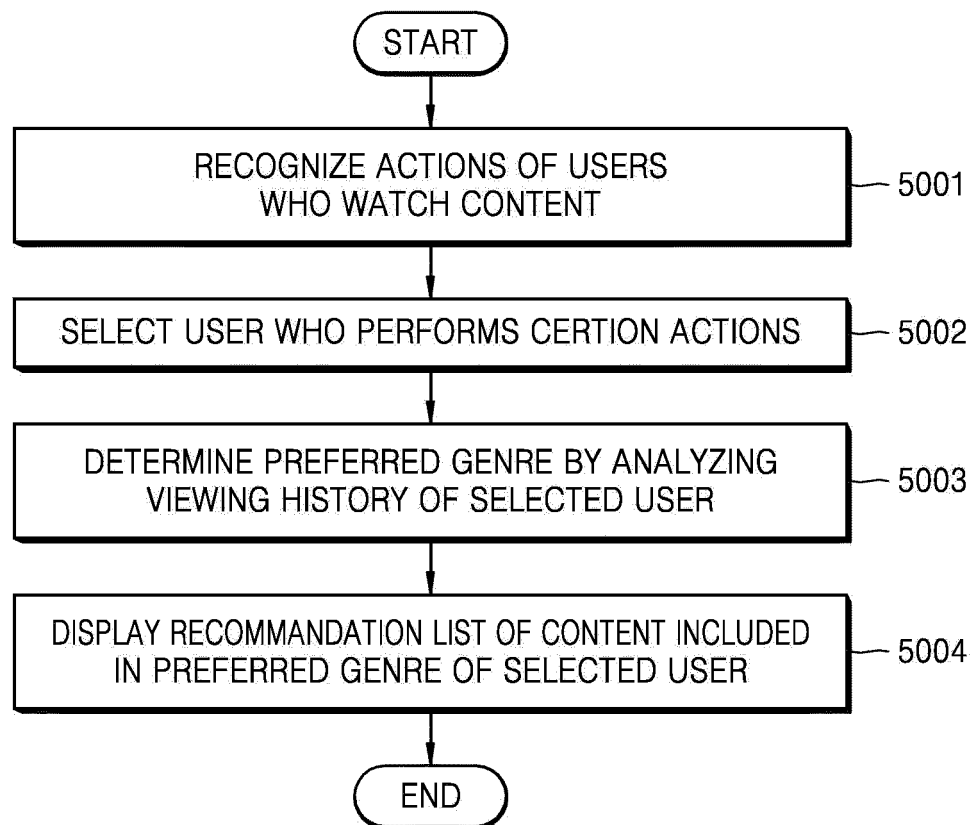 START
RECOGNIZE ACTIONS OF USERS
WHO WATCH CONTENT
5001
SELECT USER WHO PERFORMS CERTION ACTIONS
5002
DETERMINE PREFERRED GENRE BY ANALYZING
VIEWING HISTORY OF SELECTED USER
5003
DISPLAY RECOMMANDATION LIST OF CONTENT INCLUDED
IN PREFERRED GENRE OF SELECTED USER
5004
END